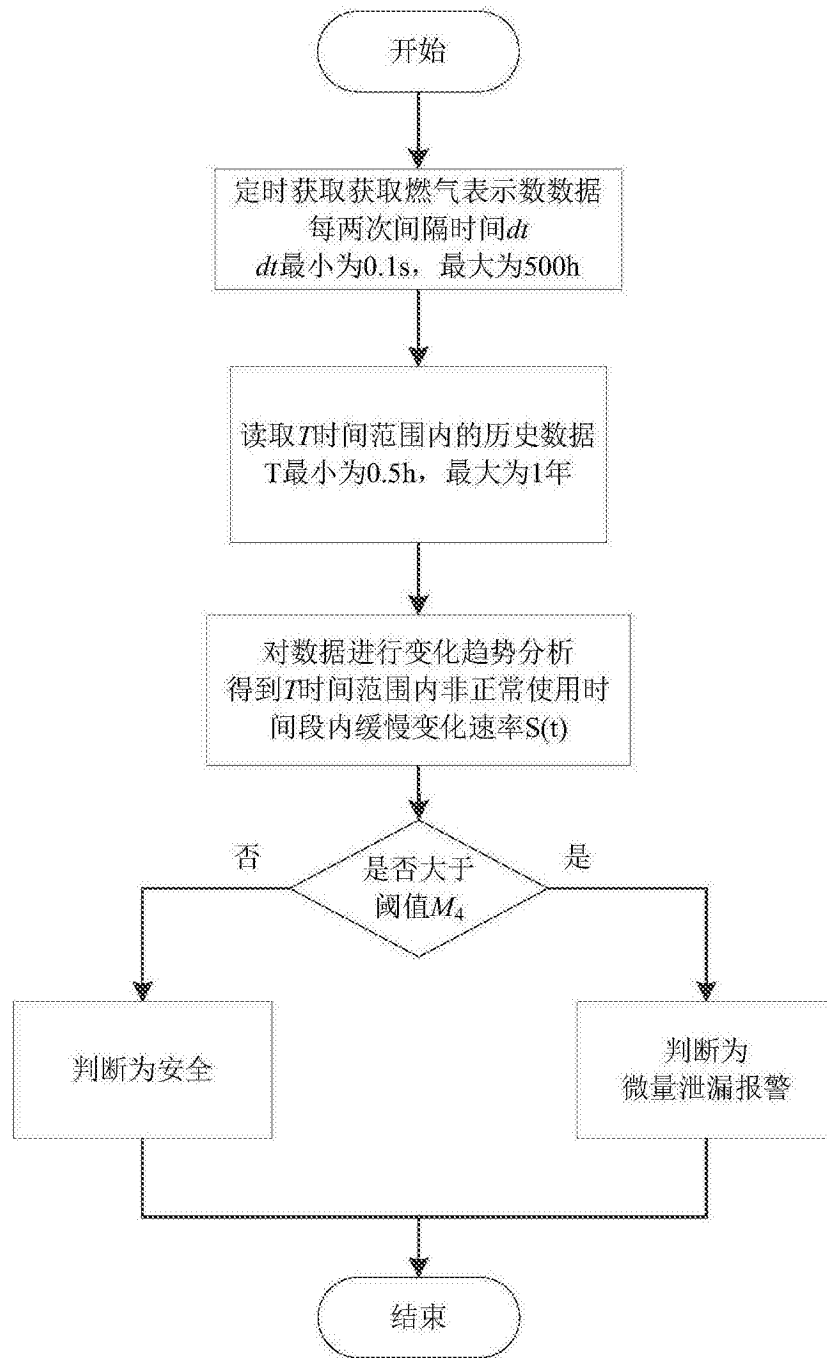 开始
定时获取获取燃气表示数数据
每两次间隔时间dt
dt最小为0.1s，最大为500h
读取T时间范围内的历史数据
T最小为0.5h，最大为1年
对数据进行变化趋势分析
得到T时间范围内非正常使用时
间段内缓慢变化速率S(t)
否
是否大于
阈值M₄
是
判断为安全
判断为
微量泄漏报警
结束